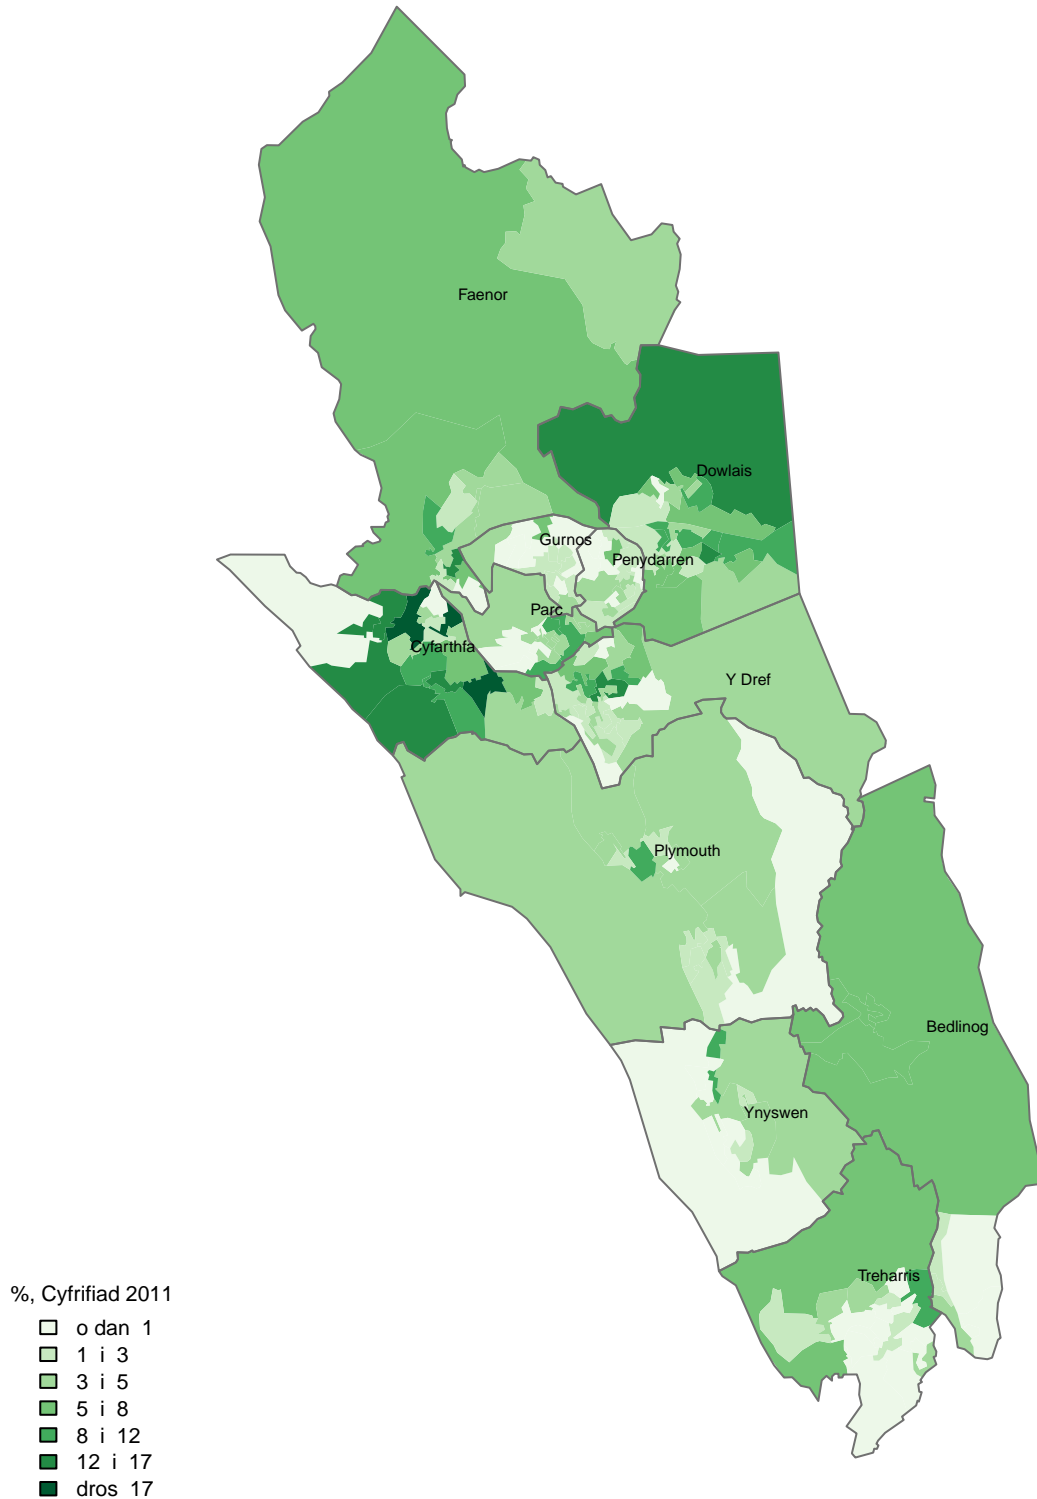 Faenor
Dowlais
Gurnos
Penydarren
Parc
Cyfarthfa
Y Dref
Plymouth
Bedlinog
Ynyswen
Treharris
%, Cyfrifiad 2011
o dan 1
1 i 3
3 i 5
5 i 8
8 i 12
12 i 17
dros 17